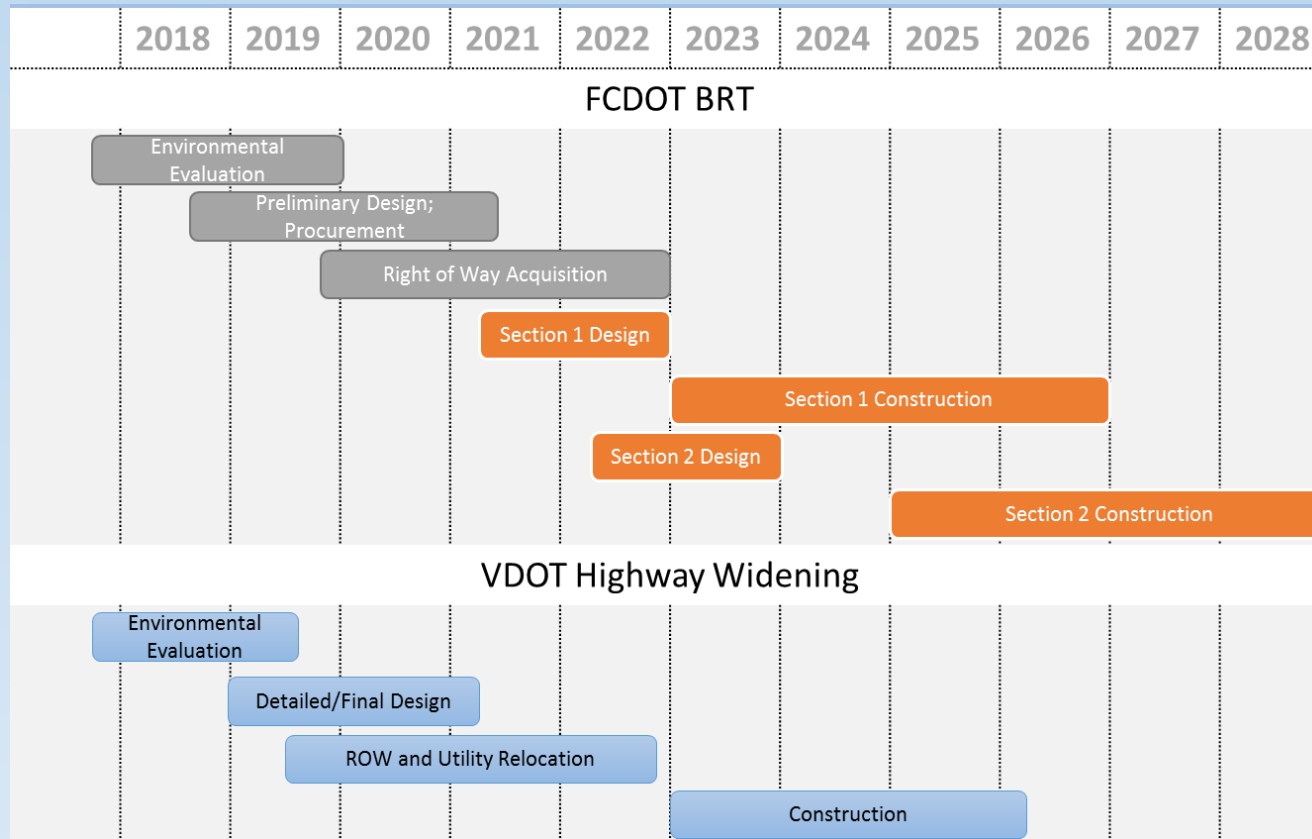 2018 2019 2020 2021 2022 2023 2024 2025 2026 2027 2028
FCDOT BRT
Environmental
Evaluation
Preliminary Design;
Procurement
Right of Way Acquisition
Section 1 Design
Section 1 Construction
Section 2 Design
Section 2 Construction
VDOT Highway Widening
Environmental
Evaluation
Detailed/Final Design
ROW and Utility Relocation
Construction